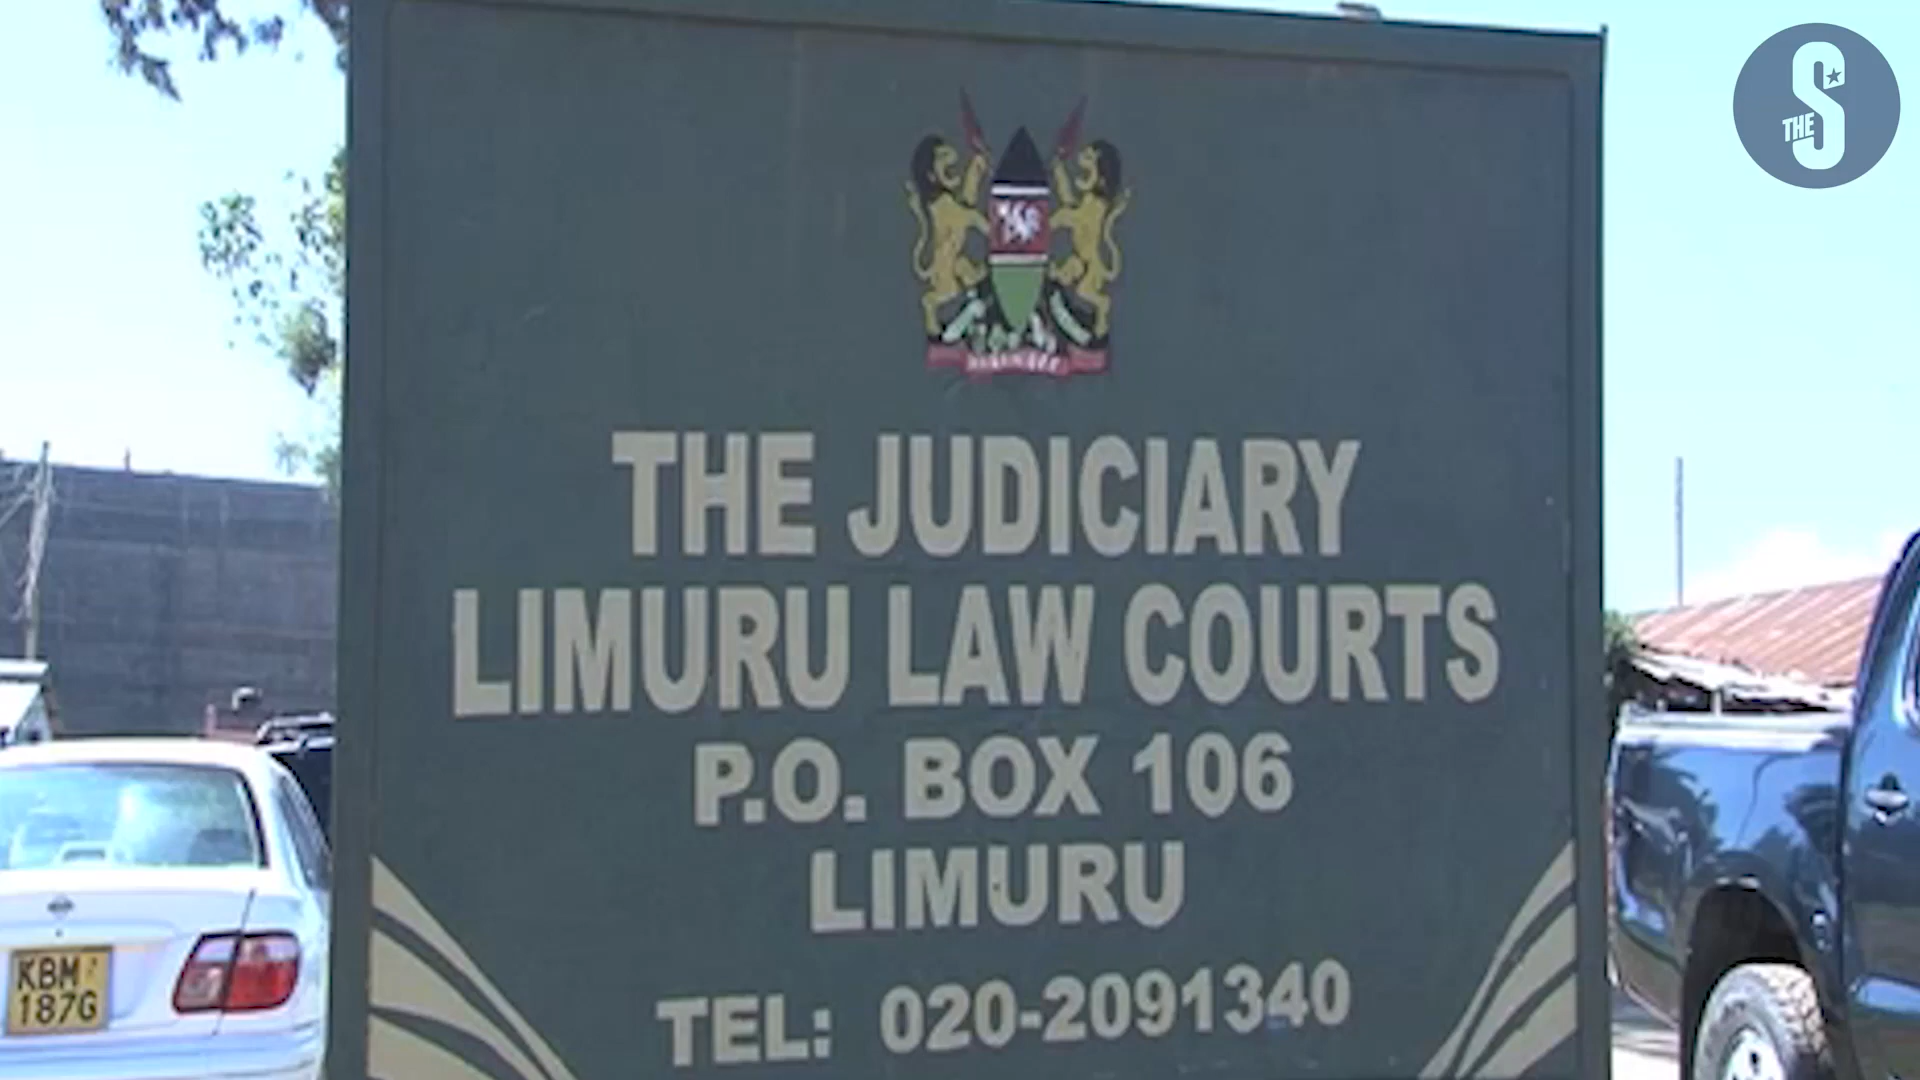 THE S
THE JUDICIARY
LIMURU LAW COURTS
P.O. BOX 106
LIMURU
TEL: 020-2091340
KBM
187G